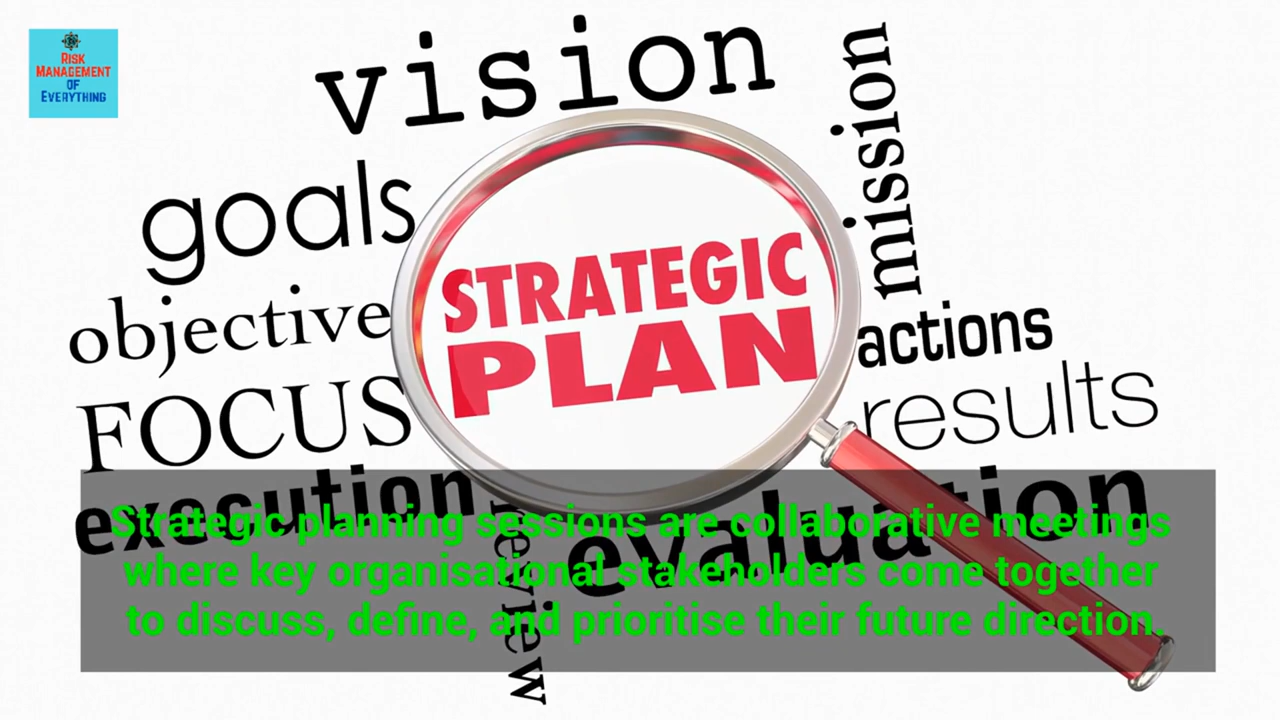 RISK
MANAGEMENT
OF
EVERYTHING
vision
mission
goals
STRATEGIC
PLAN
objective
actions
FOCUS
results
execution
evaluation
review
Strategic planning sessions are collaborative meetings
where key organisational stakeholders come together
to discuss, define, and prioritise their future direction.